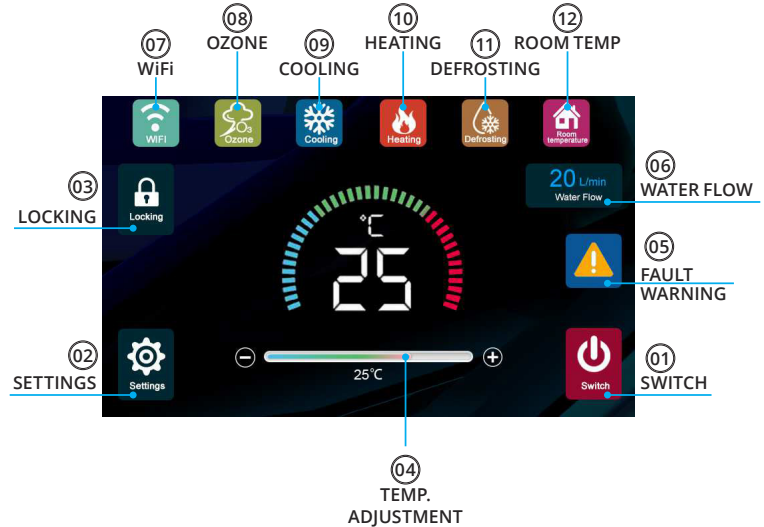 07
WiFi
08
OZONE
09
COOLING
10
HEATING
11
DEFROSTING
12
ROOM TEMP
WIFI
O3
Ozone
Cooling
Heating
Defrosting
Room
temperature
03
LOCKING
Locking
°C
25
20 L/min
Water Flow
06
WATER FLOW
05
FAULT
WARNING
02
SETTINGS
Settings
25°C
Switch
01
SWITCH
04
TEMP.
ADJUSTMENT